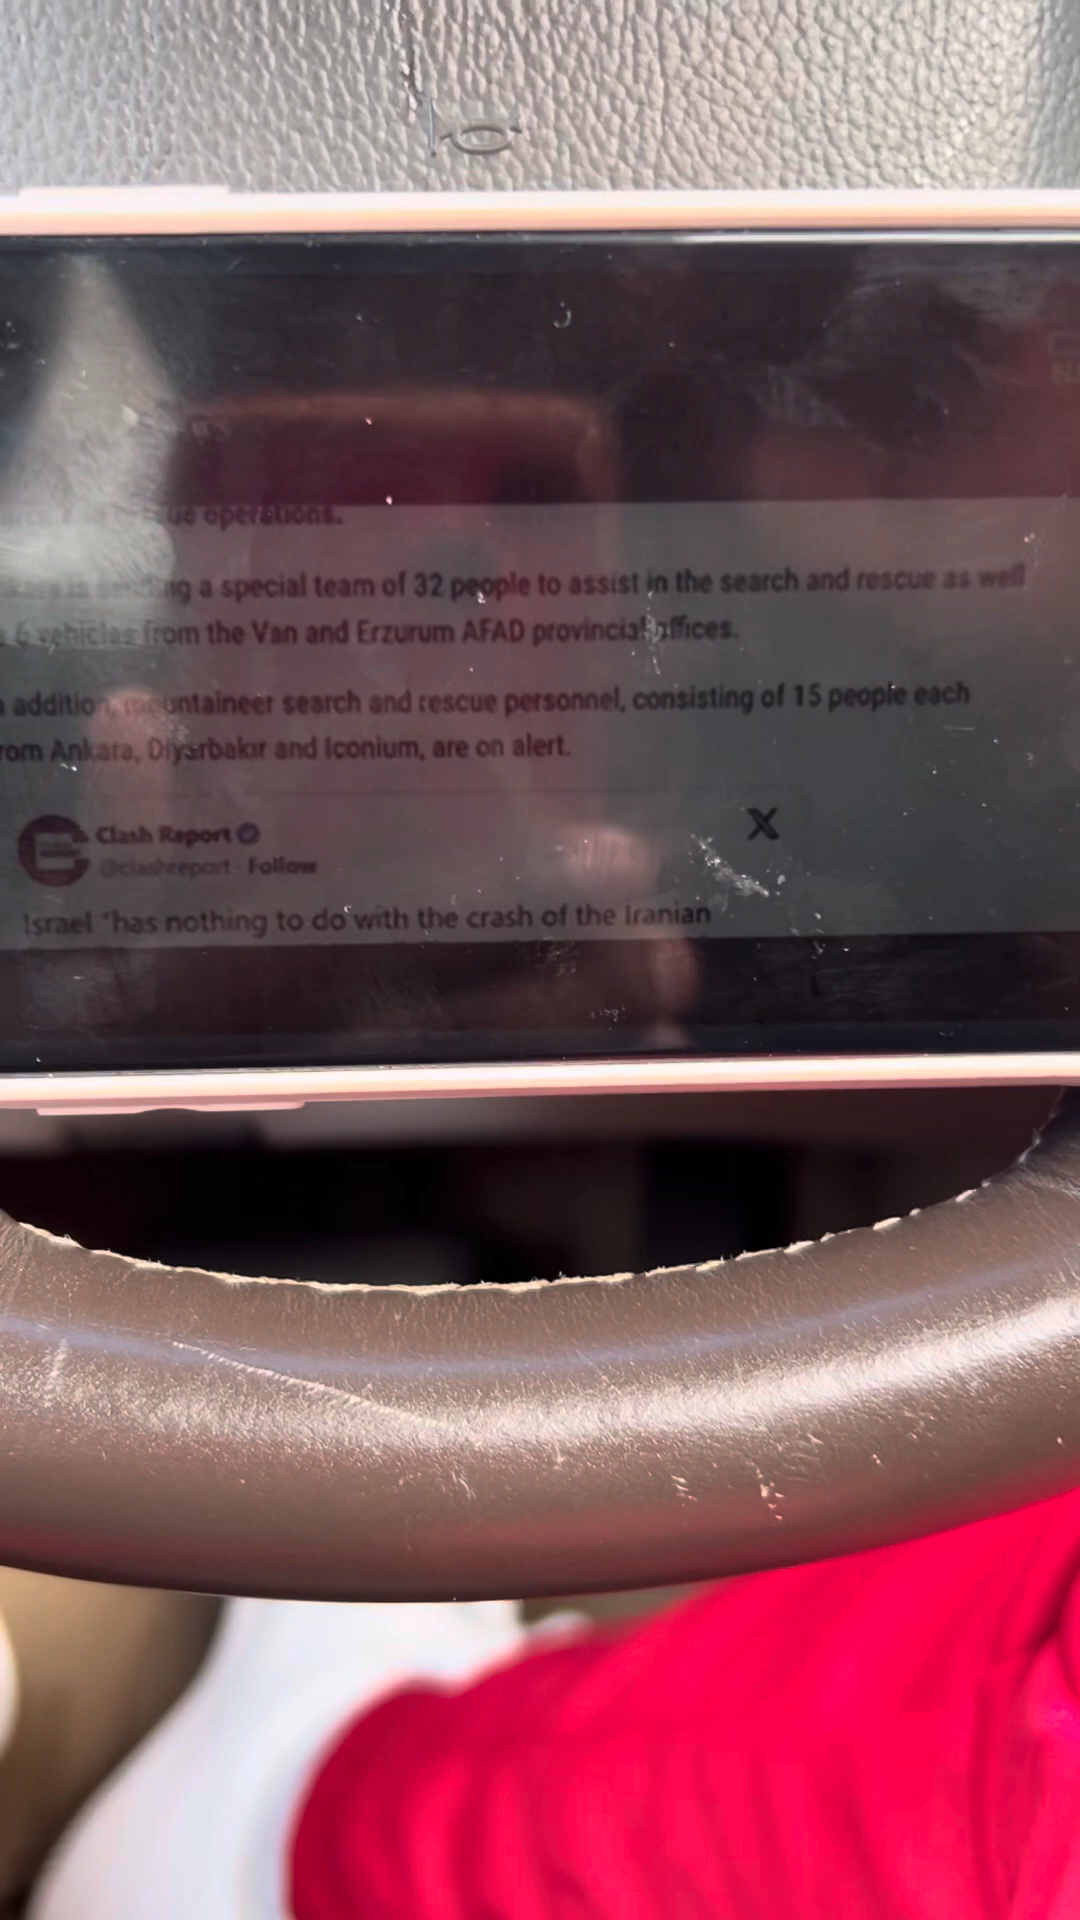 ue operations.
ng a special team of 32 people to assist in the search and rescue as well
6 vehicles from the Van and Erzurum AFAD provincial offices.
addition, mountaineer search and rescue personnel, consisting of 15 people each
rom Ankara, Diyarbakır and Iconium, are on alert.
Clash Report
@clashreport · Follow
X
Israel "has nothing to do with the crash of the Iranian